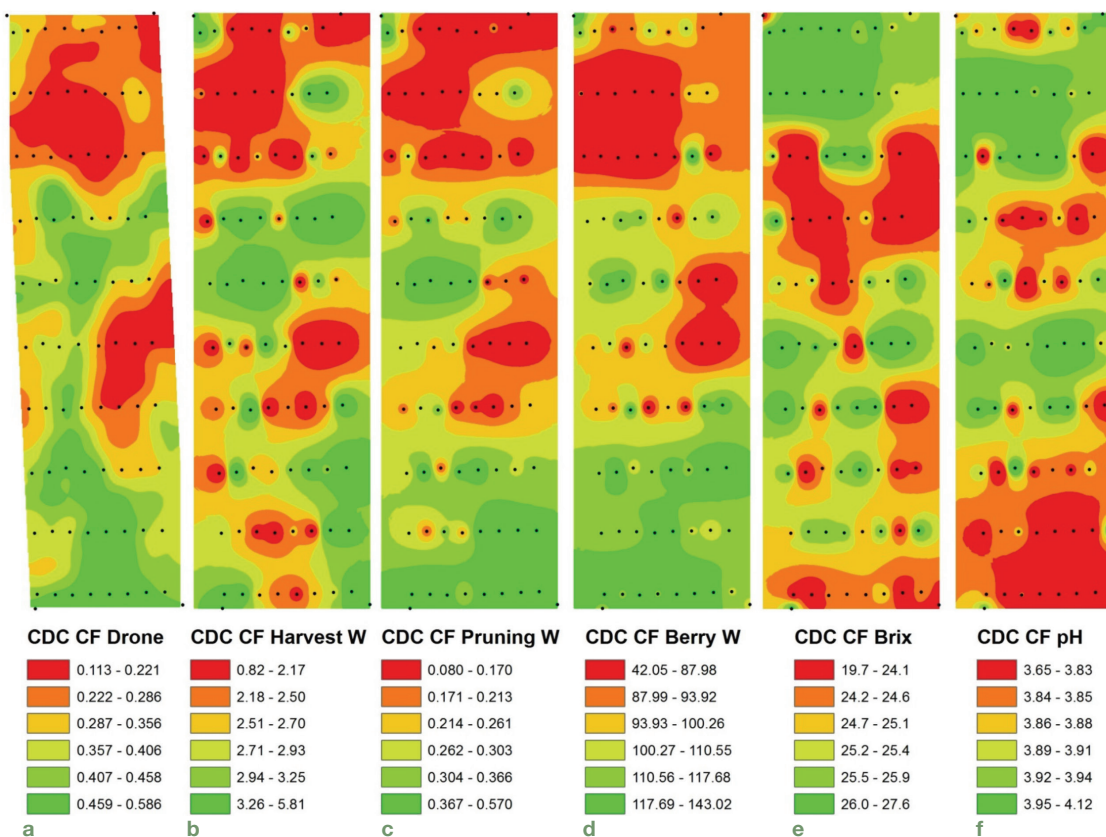 CDC CF Drone
0.113 - 0.221
0.222 - 0.286
0.287 - 0.356
0.357 - 0.406
0.407 - 0.458
0.459 - 0.586
a
CDC CF Harvest W
0.82 - 2.17
2.18 - 2.50
2.51 - 2.70
2.71 - 2.93
2.94 - 3.25
3.26 - 5.81
b
CDC CF Pruning W
0.080 - 0.170
0.171 - 0.213
0.214 - 0.261
0.262 - 0.303
0.304 - 0.366
0.367 - 0.570
c
CDC CF Berry W
42.05 - 87.98
87.99 - 93.92
93.93 - 100.26
100.27 - 110.55
110.56 - 117.68
117.69 - 143.02
d
CDC CF Brix
19.7 - 24.1
24.2 - 24.6
24.7 - 25.1
25.2 - 25.4
25.5 - 25.9
26.0 - 27.6
e
CDC CF pH
3.65 - 3.83
3.84 - 3.85
3.86 - 3.88
3.89 - 3.91
3.92 - 3.94
3.95 - 4.12
f